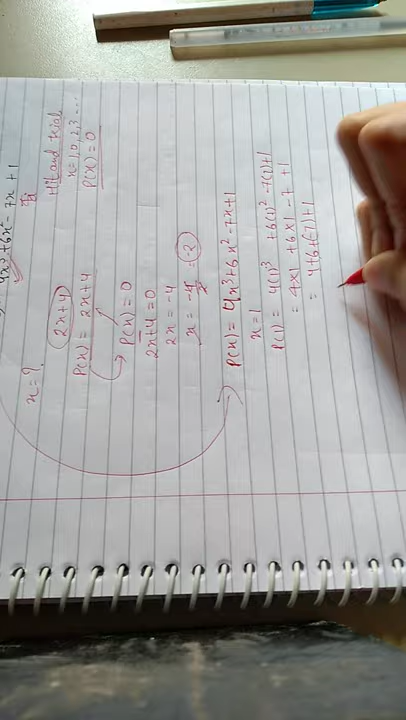 4x³+6x²-7x+1
Hit and trial
x=1,0,2,3...
P(x)=0
x=?
2x+4
P(x) = 2x+4
P(x)=0
2x+4=0
2x=-4
x = -4/2 = -2
P(x) = 4x³+6x²-7x+1
x=1
P(1) = 4(1)³ +6(1)²-7(1)+1
= 4×1 +6×1 -7 +1
= 4+6+(-7)+1